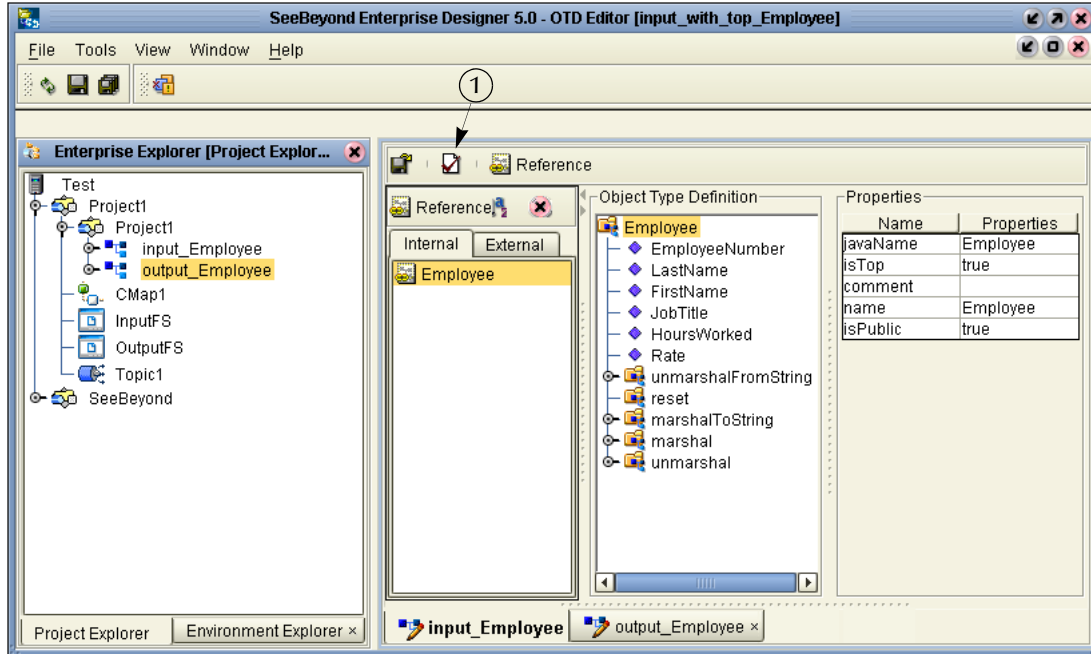 SeeBeyond Enterprise Designer 5.0 - OTD Editor [input_with_top_Employee]
File Tools View Window Help
1
Enterprise Explorer [Project Explor...
Test
Project1
Project1
input_Employee
output_Employee
CMap1
InputFS
OutputFS
Topic1
SeeBeyond
Project Explorer
Environment Explorer ×
Reference
Reference
Internal
External
Employee
Object Type Definition
Employee
EmployeeNumber
LastName
FirstName
JobTitle
HoursWorked
Rate
unmarshalFromString
reset
marshalToString
marshal
unmarshal
Properties
Name Properties
javaName Employee
isTop true
comment
name Employee
isPublic true
input_Employee
output_Employee ×